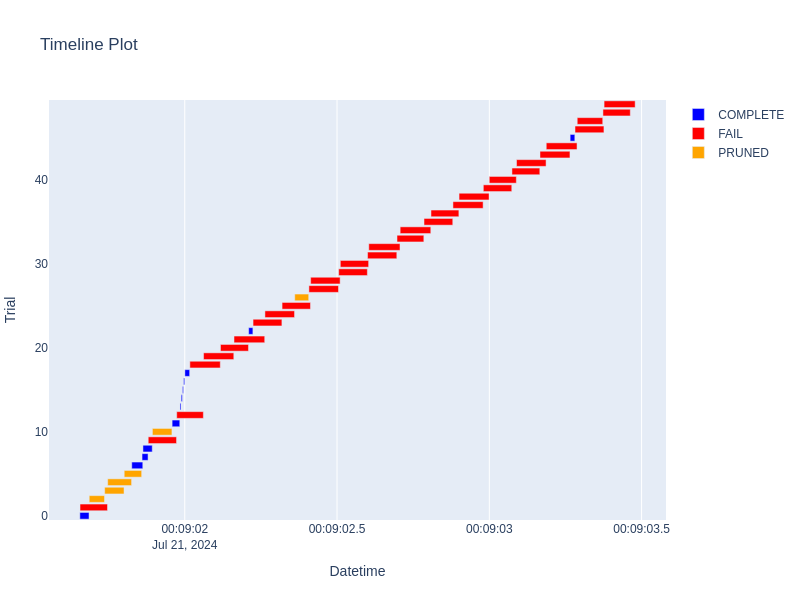 Timeline Plot
COMPLETE
FAIL
PRUNED
40
30
20
10
0
Trial
00:09:02
Jul 21, 2024
00:09:02.5
00:09:03
00:09:03.5
Datetime